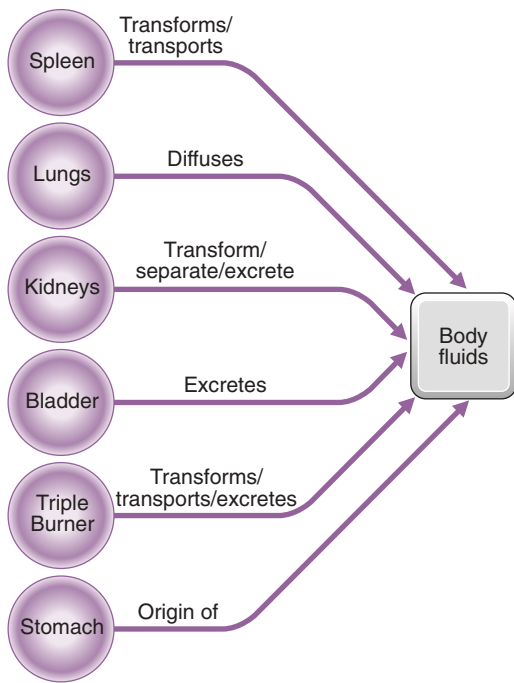 Transforms/
transports
Spleen
Diffuses
Lungs
Transform/
separate/excrete
Kidneys
Body
fluids
Excretes
Bladder
Transforms/
transports/excretes
Triple
Burner
Origin of
Stomach